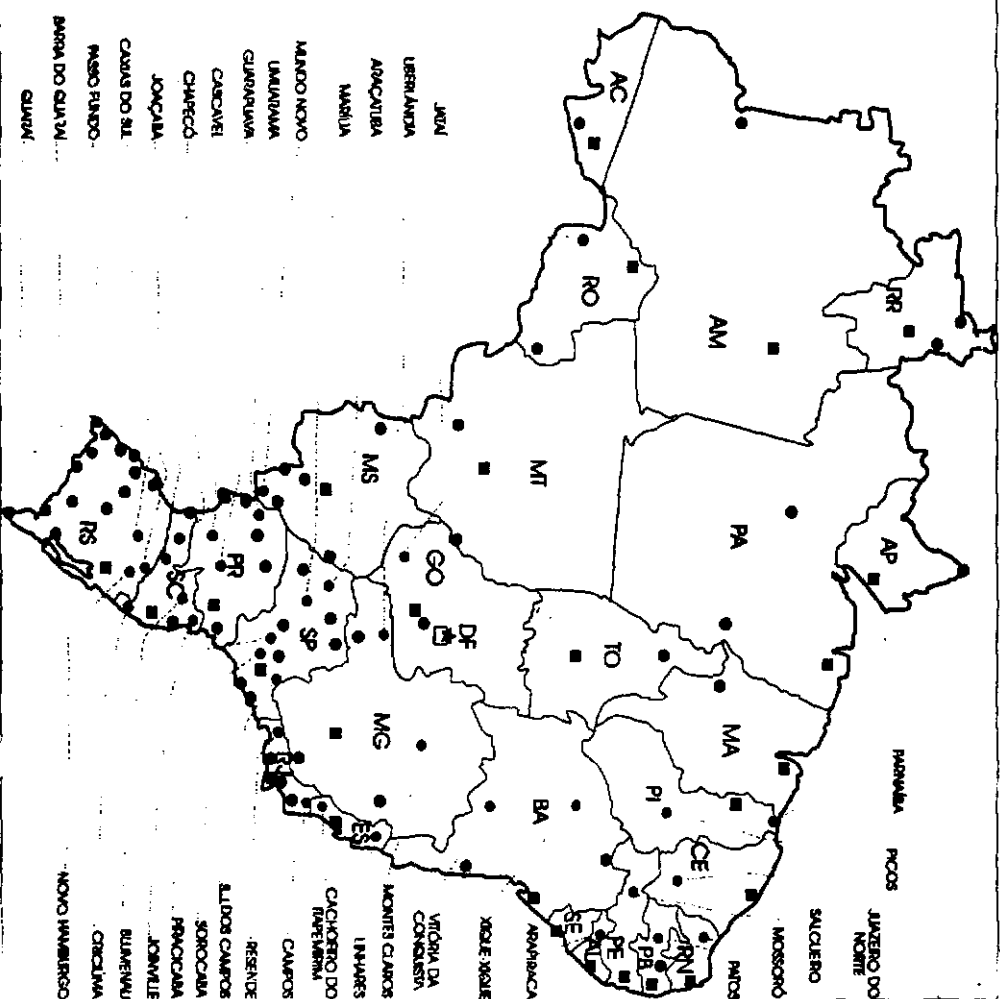 RR
AP
PARNAÍBA
PICOS
JUAZEIRO DO
NORTE
SALGUEIRO
MOSSORÓ
PATOS
AM
PA
MA
CE
RN
PB
PE
AL
SE
PI
AC
RO
TO
MT
BA
ARAPIRACA
XIQUE-XIQUE
VITÓRIA DA
CONQUISTA
MONTES CLAROS
LINHARES
CACHOEIRO DO
ITAPEMIRIM
CAMPOS
RESENDE
DOS CAMPOS
SOROCABA
PIRACICABA
JOINVILLE
BLUMENAU
CRICIÚMA
NOVO HAMBURGO
GO
DF
MG
ES
MS
SP
RJ
PR
SC
RS
JATAÍ
UBERLÂNDIA
ARAÇATUBA
MARÍLIA
MUNDO NOVO
UMUARAMA
GUARAPUAVA
CASCAVEL
CHAPECÓ
JOAÇABA
CAXIAS DO SUL
PASSO FUNDO
BARRA DO QUARAÍ
QUARAÍ